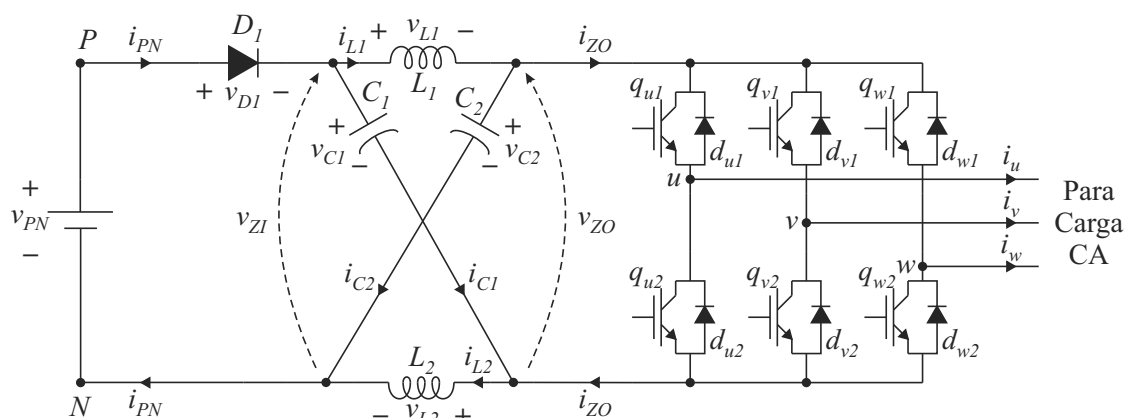 P i_PN D_1 i_L1 + v_L1 − i_ZO
L_1
+ v_D1 −
C_1 C_2
+ v_C1 −
+ v_C2 −
q_u1 q_v1 q_w1
d_u1 d_v1 d_w1
u i_u
v i_v
w i_w
Para
Carga
CA
+
v_PN
−
v_ZI v_ZO
i_C2 i_C1
q_u2 q_v2 q_w2
d_u2 d_v2 d_w2
N i_PN L_2 i_L2 i_ZO
− v_L2 +